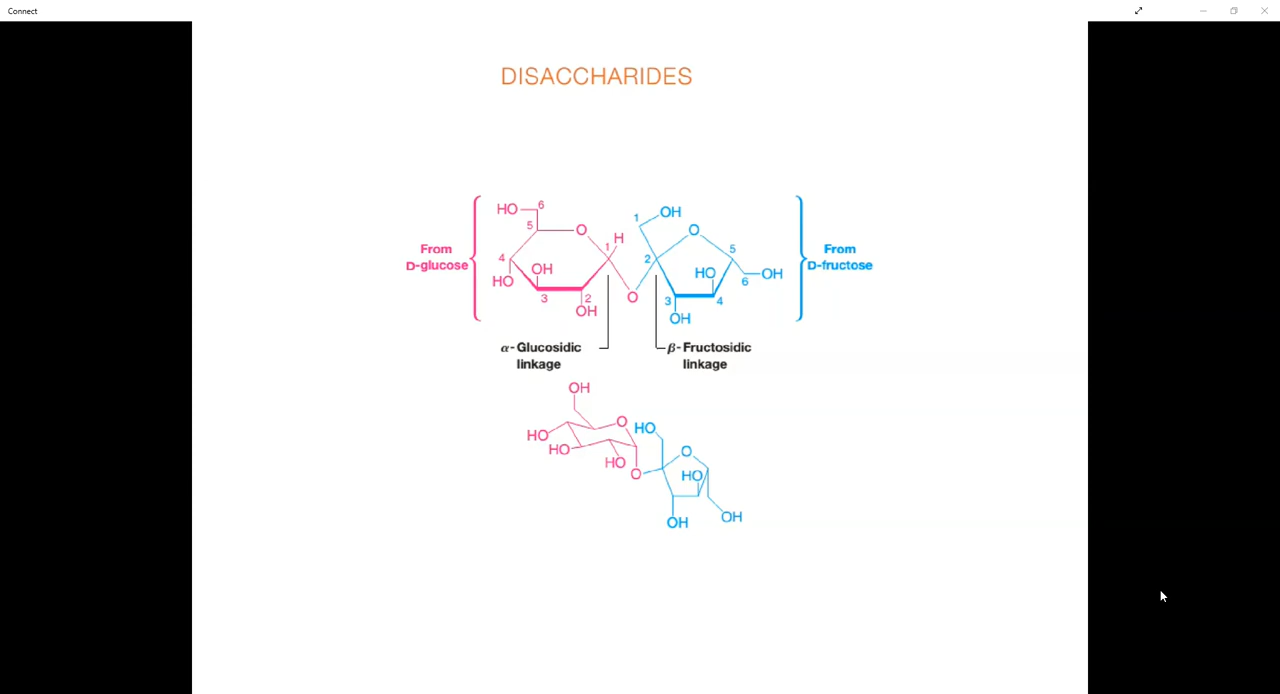 Connect
DISACCHARIDES
HO
6
5
O
1
H
4
OH
HO
3
2
OH
From
D-glucose
O
1
OH
O
2
5
HO
OH
6
3
4
OH
From
D-fructose
α-Glucosidic
linkage
β-Fructosidic
linkage
OH
O
HO
HO
HO
O
HO
O
HO
OH
OH